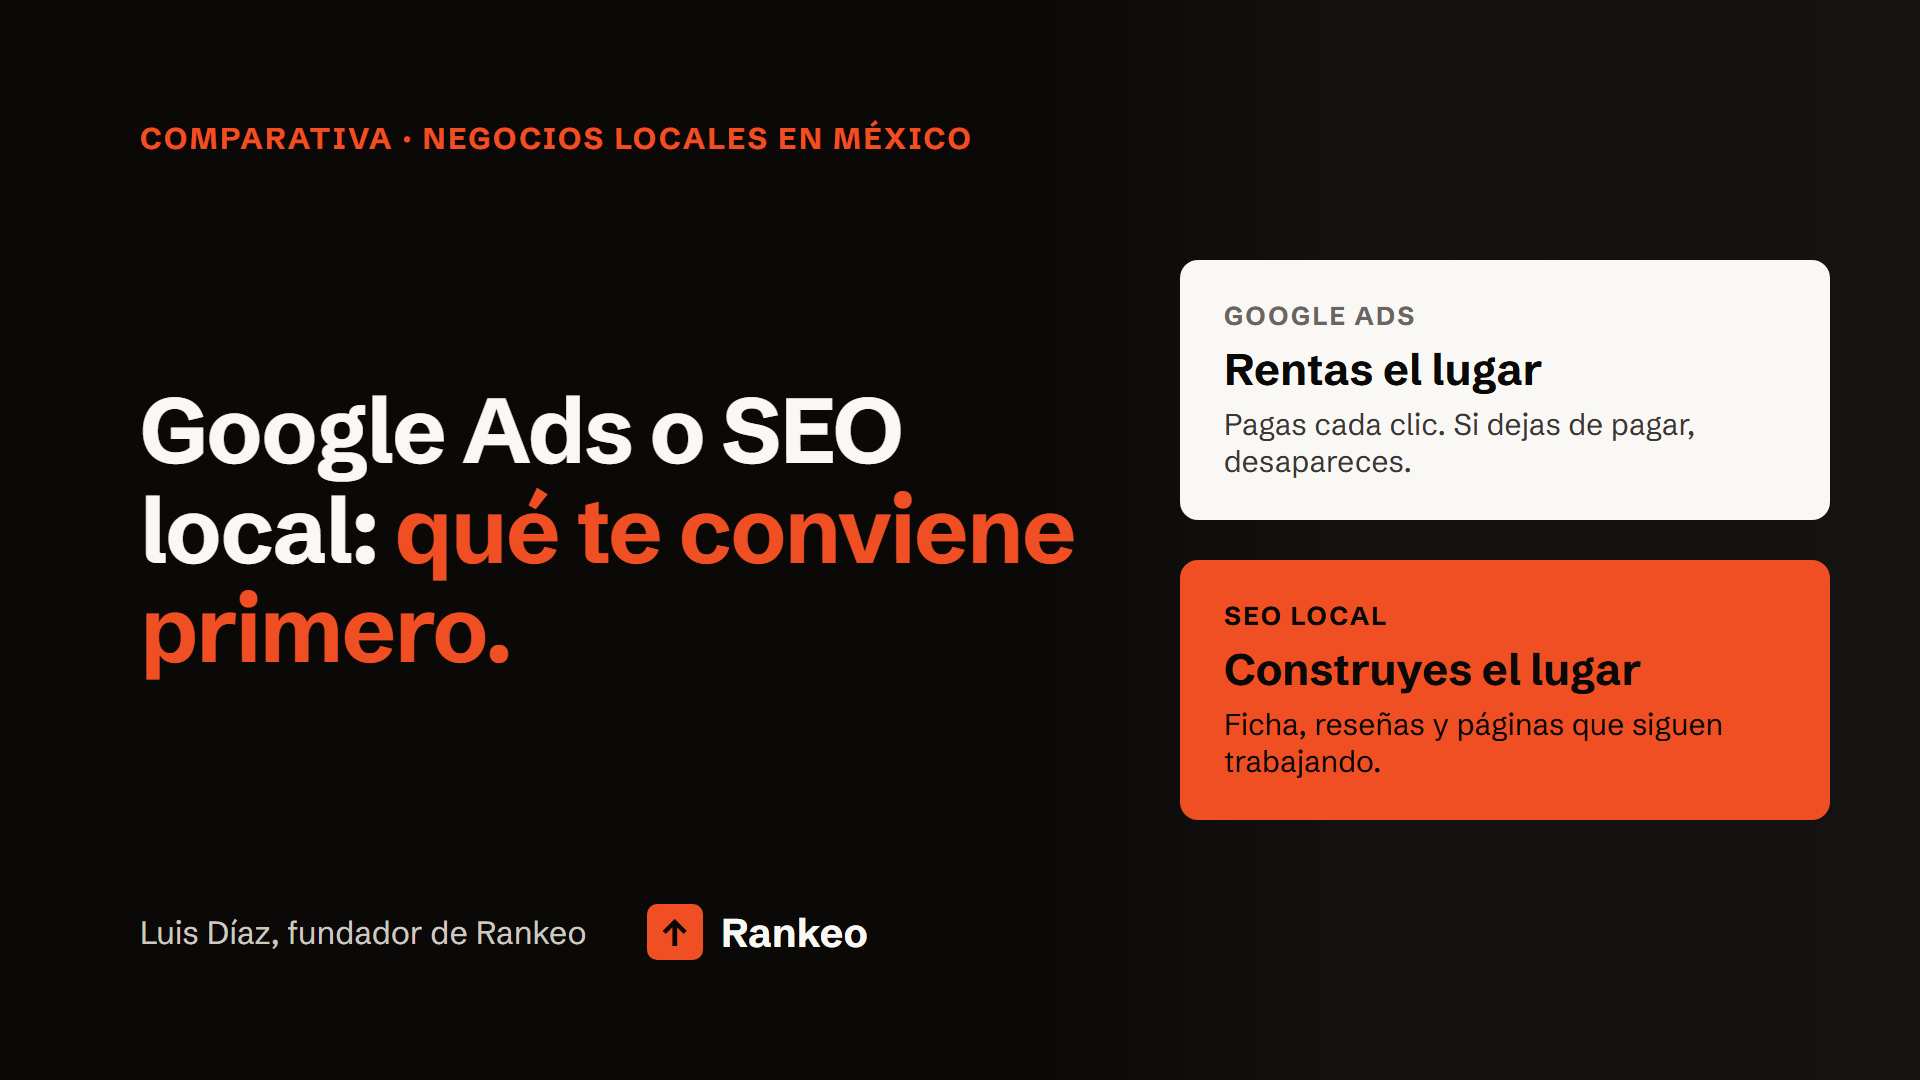 COMPARATIVA · NEGOCIOS LOCALES EN MÉXICO
Google Ads o SEO
local: qué te conviene
primero.
GOOGLE ADS
Rentas el lugar
Pagas cada clic. Si dejas de pagar,
desapareces.
SEO LOCAL
Construyes el lugar
Ficha, reseñas y páginas que siguen
trabajando.
Luis Díaz, fundador de Rankeo
Rankeo